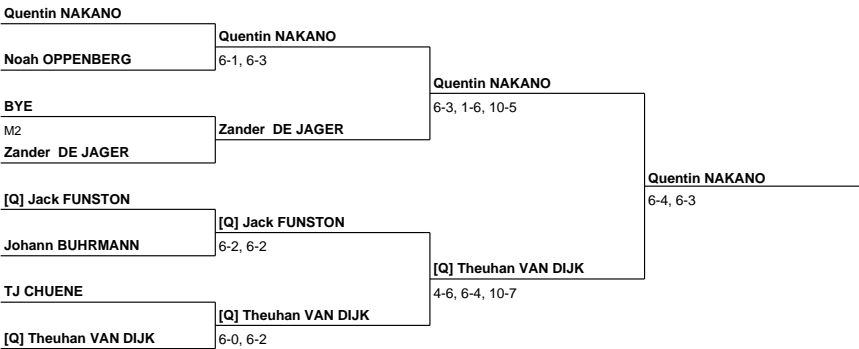 Quentin NAKANO
Quentin NAKANO
Noah OPPENBERG
6-1, 6-3
Quentin NAKANO
BYE
6-3, 1-6, 10-5
M2
Zander  DE JAGER
Zander  DE JAGER
Quentin NAKANO
[Q] Jack FUNSTON
6-4, 6-3
[Q] Jack FUNSTON
Johann BUHRMANN
6-2, 6-2
[Q] Theuhan VAN DIJK
TJ CHUENE
4-6, 6-4, 10-7
[Q] Theuhan VAN DIJK
[Q] Theuhan VAN DIJK
6-0, 6-2